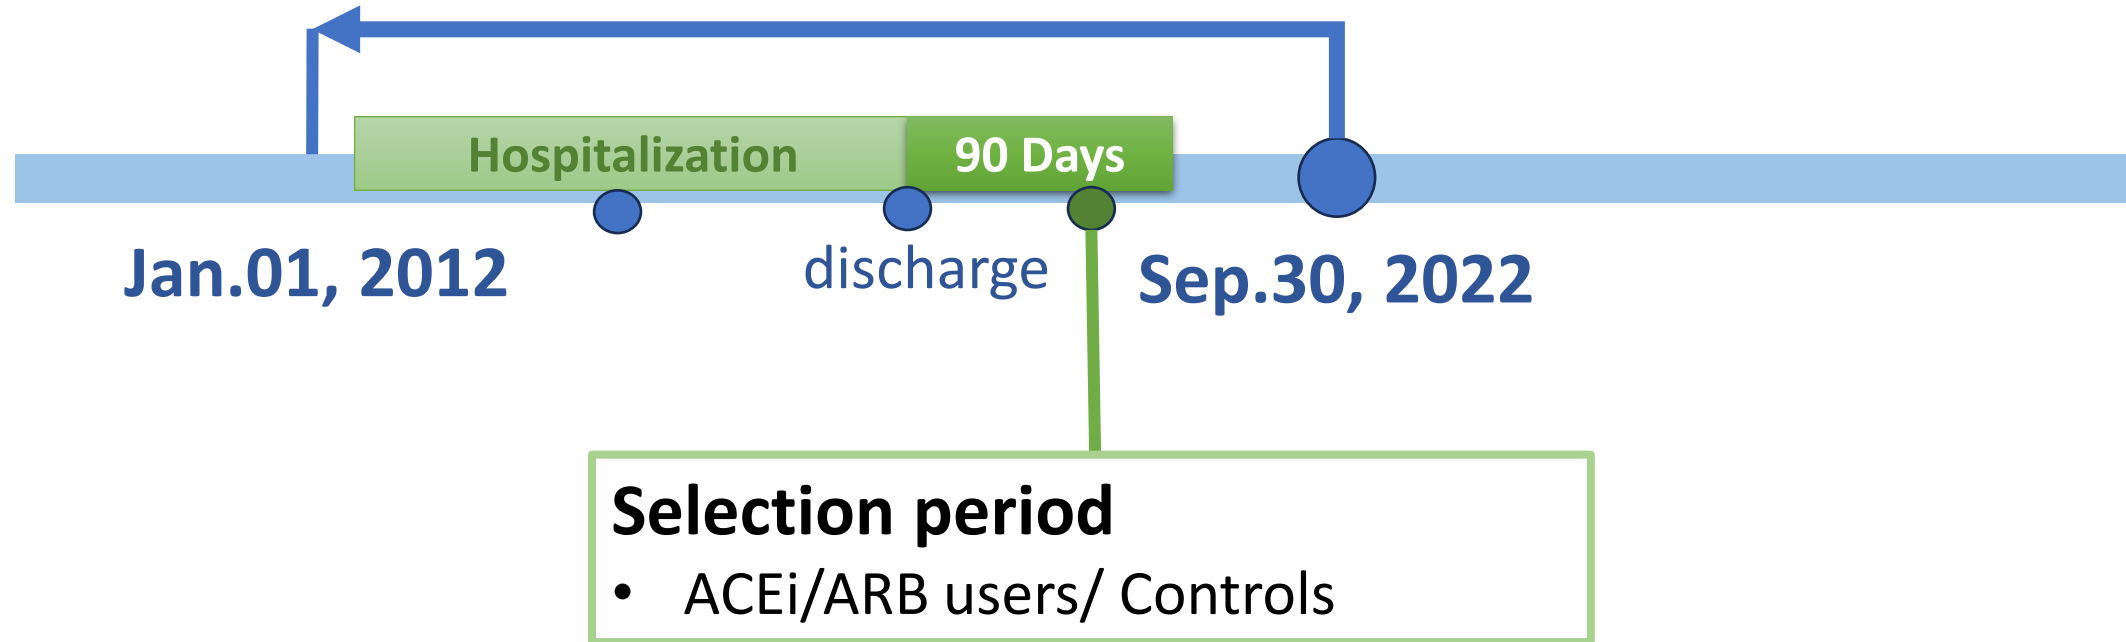 Hospitalization
90 Days
Jan.01, 2012
discharge
Sep.30, 2022
Selection period
• ACEi/ARB users/ Controls